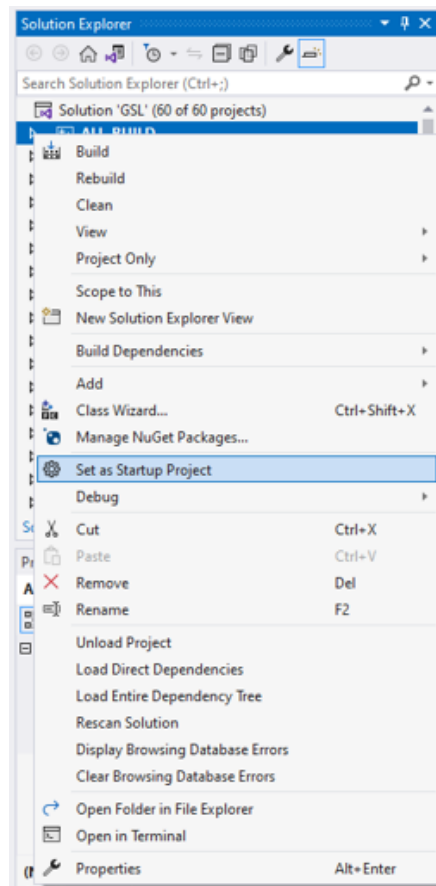 Solution Explorer
Search Solution Explorer (Ctrl+;)
Solution 'GSL' (60 of 60 projects)
ALL_BUILD
Build
Rebuild
Clean
View
Project Only
Scope to This
New Solution Explorer View
Build Dependencies
Add
Class Wizard... Ctrl+Shift+X
Manage NuGet Packages...
Set as Startup Project
Debug
Cut Ctrl+X
Paste Ctrl+V
Remove Del
Rename F2
Unload Project
Load Direct Dependencies
Load Entire Dependency Tree
Rescan Solution
Display Browsing Database Errors
Clear Browsing Database Errors
Open Folder in File Explorer
Open in Terminal
Properties Alt+Enter